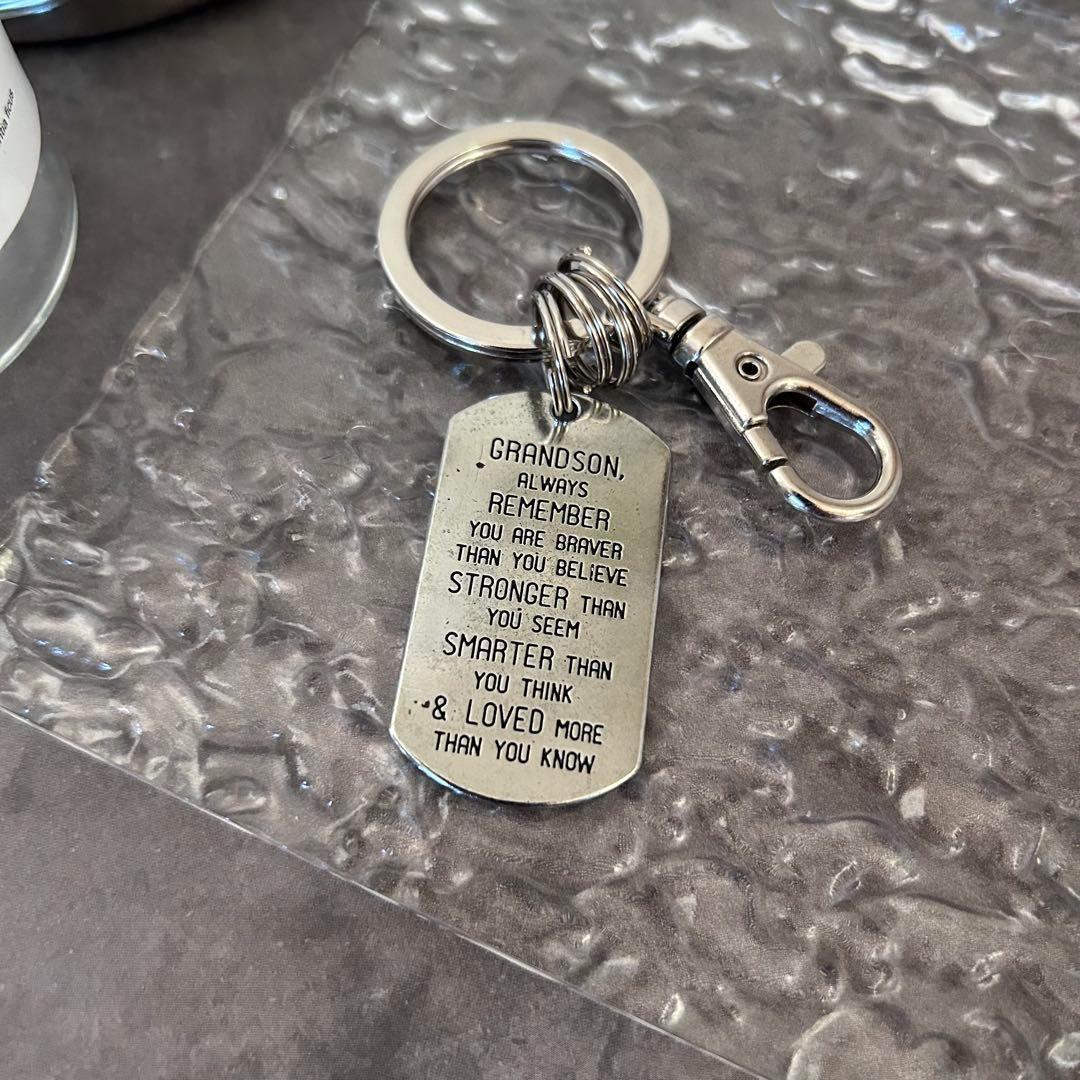 GRANDSON,
ALWAYS
REMEMBER
YOU ARE BRAVER
THAN YOU BELIEVE
STRONGER THAN
YOU SEEM
SMARTER THAN
YOU THINK
& LOVED MORE
THAN YOU KNOW